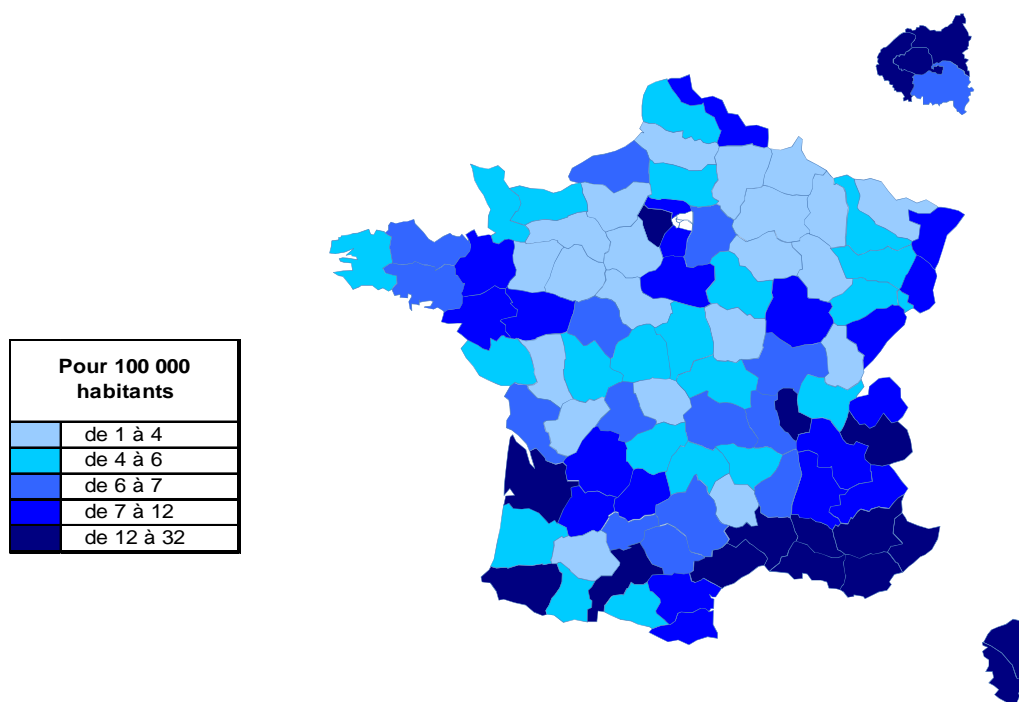 Pour 100 000
habitants
de 1 à 4
de 4 à 6
de 6 à 7
de 7 à 12
de 12 à 32